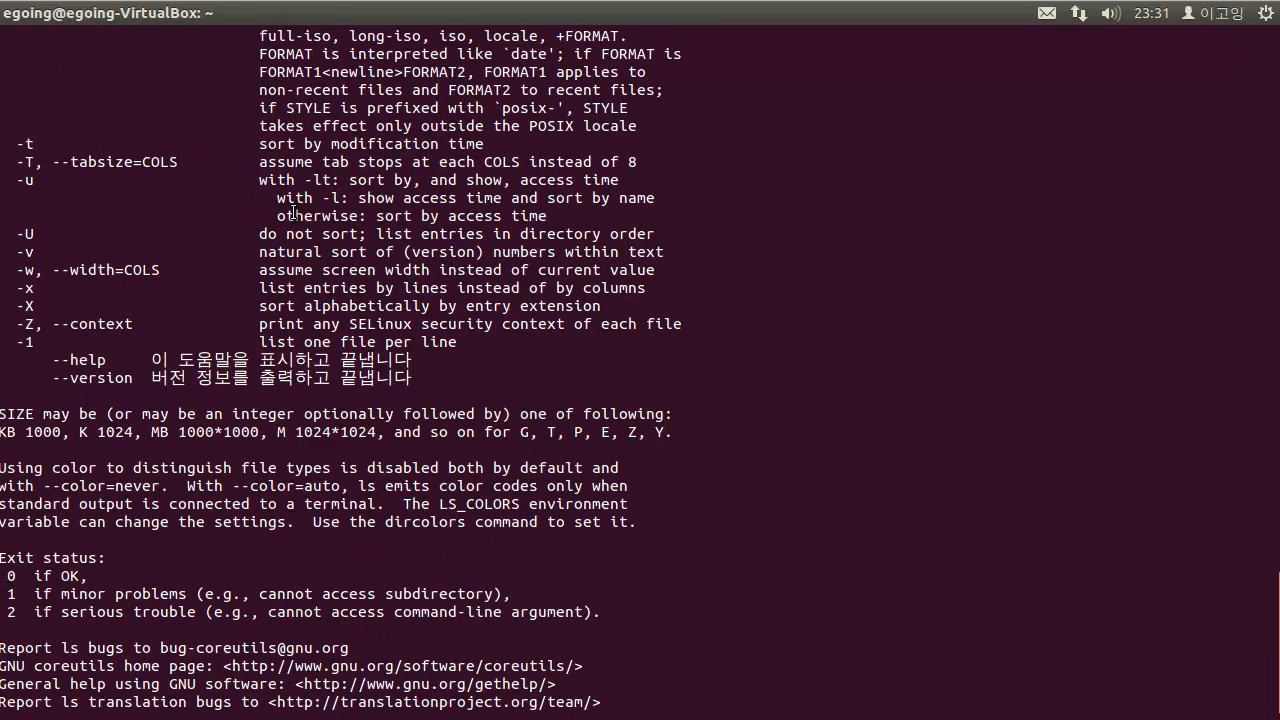 egoing@egoing-VirtualBox: ~ 23:31 이고잉
full-iso, long-iso, iso, locale, +FORMAT.
FORMAT is interpreted like `date'; if FORMAT is
FORMAT1<newline>FORMAT2, FORMAT1 applies to
non-recent files and FORMAT2 to recent files;
if STYLE is prefixed with `posix-', STYLE
takes effect only outside the POSIX locale
-t sort by modification time
-T, --tabsize=COLS assume tab stops at each COLS instead of 8
-u with -lt: sort by, and show, access time
with -l: show access time and sort by name
otherwise: sort by access time
-U do not sort; list entries in directory order
-v natural sort of (version) numbers within text
-w, --width=COLS assume screen width instead of current value
-x list entries by lines instead of by columns
-X sort alphabetically by entry extension
-Z, --context print any SELinux security context of each file
-1 list one file per line
--help 이 도움말을 표시하고 끝냅니다
--version 버전 정보를 출력하고 끝냅니다
SIZE may be (or may be an integer optionally followed by) one of following:
KB 1000, K 1024, MB 1000*1000, M 1024*1024, and so on for G, T, P, E, Z, Y.
Using color to distinguish file types is disabled both by default and
with --color=never. With --color=auto, ls emits color codes only when
standard output is connected to a terminal. The LS_COLORS environment
variable can change the settings. Use the dircolors command to set it.
Exit status:
0 if OK,
1 if minor problems (e.g., cannot access subdirectory),
2 if serious trouble (e.g., cannot access command-line argument).
Report ls bugs to bug-coreutils@gnu.org
GNU coreutils home page: <http://www.gnu.org/software/coreutils/>
General help using GNU software: <http://www.gnu.org/gethelp/>
Report ls translation bugs to <http://translationproject.org/team/>